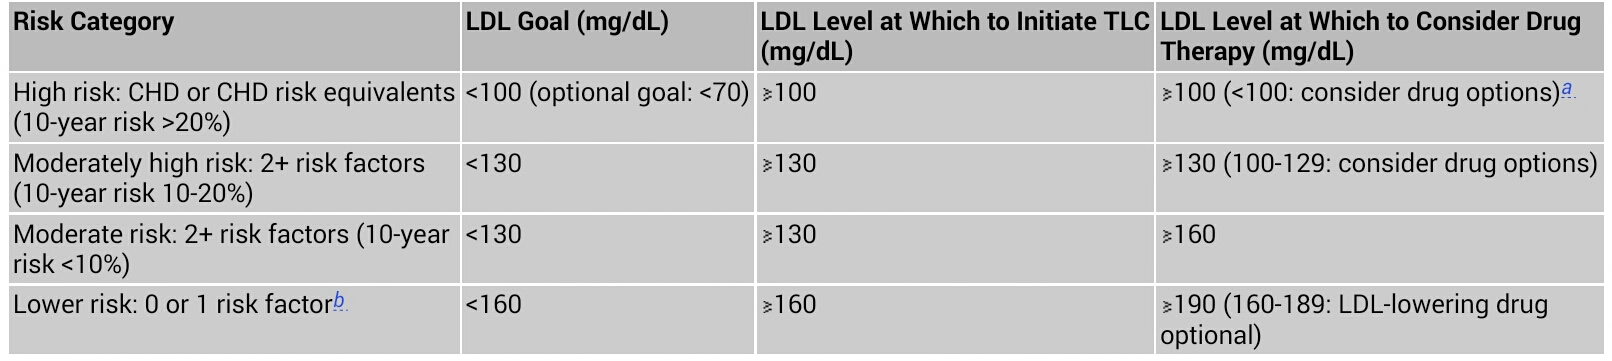 Risk Category
LDL Goal (mg/dL)
LDL Level at Which to Initiate TLC
(mg/dL)
LDL Level at Which to Consider Drug
Therapy (mg/dL)
High risk: CHD or CHD risk equivalents
(10-year risk >20%)
<100 (optional goal: <70)
≥100
≥100 (<100: consider drug options)a
Moderately high risk: 2+ risk factors
(10-year risk 10-20%)
<130
≥130
≥130 (100-129: consider drug options)
Moderate risk: 2+ risk factors (10-year
risk <10%)
<130
≥130
≥160
Lower risk: 0 or 1 risk factorb
<160
≥160
≥190 (160-189: LDL-lowering drug
optional)